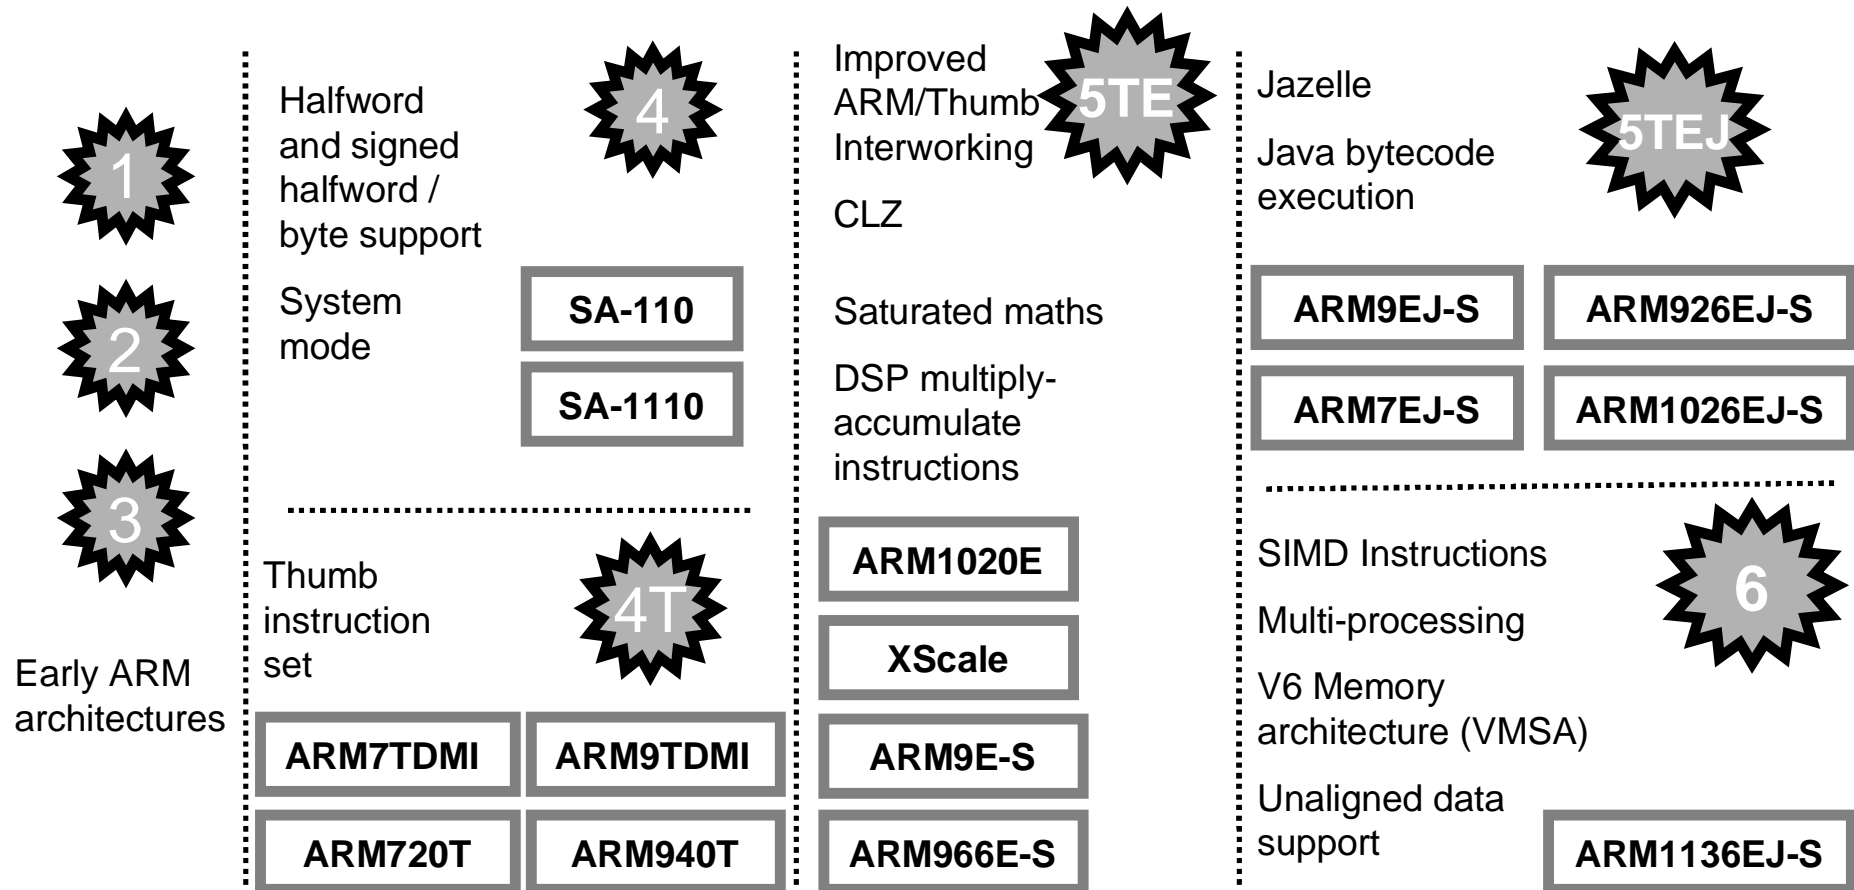 1
2
3
Early ARM
architectures
Halfword
and signed
halfword /
byte support
System
mode
4
SA-110
SA-1110
Thumb
instruction
set
4T
ARM7TDMI
ARM9TDMI
ARM720T
ARM940T
Improved
ARM/Thumb
Interworking
5TE
CLZ
Saturated maths
DSP multiply-
accumulate
instructions
ARM1020E
XScale
ARM9E-S
ARM966E-S
Jazelle
Java bytecode
execution
5TEJ
ARM9EJ-S
ARM926EJ-S
ARM7EJ-S
ARM1026EJ-S
SIMD Instructions
6
Multi-processing
V6 Memory
architecture (VMSA)
Unaligned data
support
ARM1136EJ-S